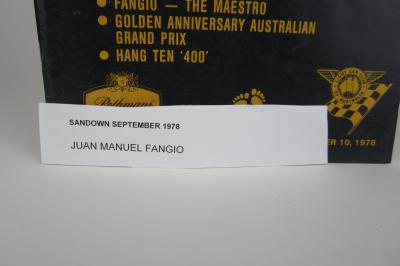 ● FANGIO — THE MAESTRO
● GOLDEN ANNIVERSARY AUSTRALIAN
GRAND PRIX
● HANG TEN '400'
Rothmans
SANDOWN SEPTEMBER 1978
JUAN MANUEL FANGIO
ER 10, 1978